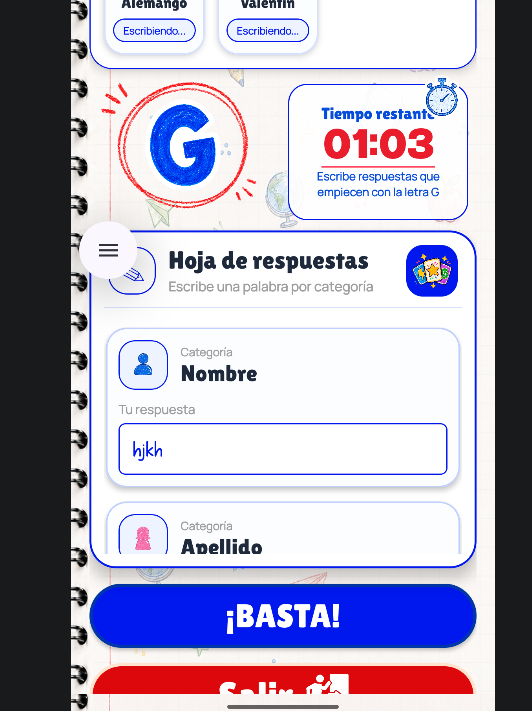 Alemango
Valentín
Escribiendo...
Escribiendo...
G
Tiempo restante
01:03
Escribe respuestas que
empiecen con la letra G
Hoja de respuestas
Escribe una palabra por categoría
Categoría
Nombre
Tu respuesta
hjkh
Categoría
Apellido
¡BASTA!
Salir